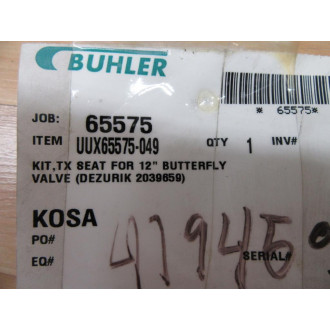 BUHLER
* 65575*
JOB: 65575
ITEM UUX65575-049 QTY 1 INV#
KIT,TX SEAT FOR 12" BUTTERFLY
VALVE (DEZURIK 2039659)
KOSA
PO#
EQ# SERIAL#